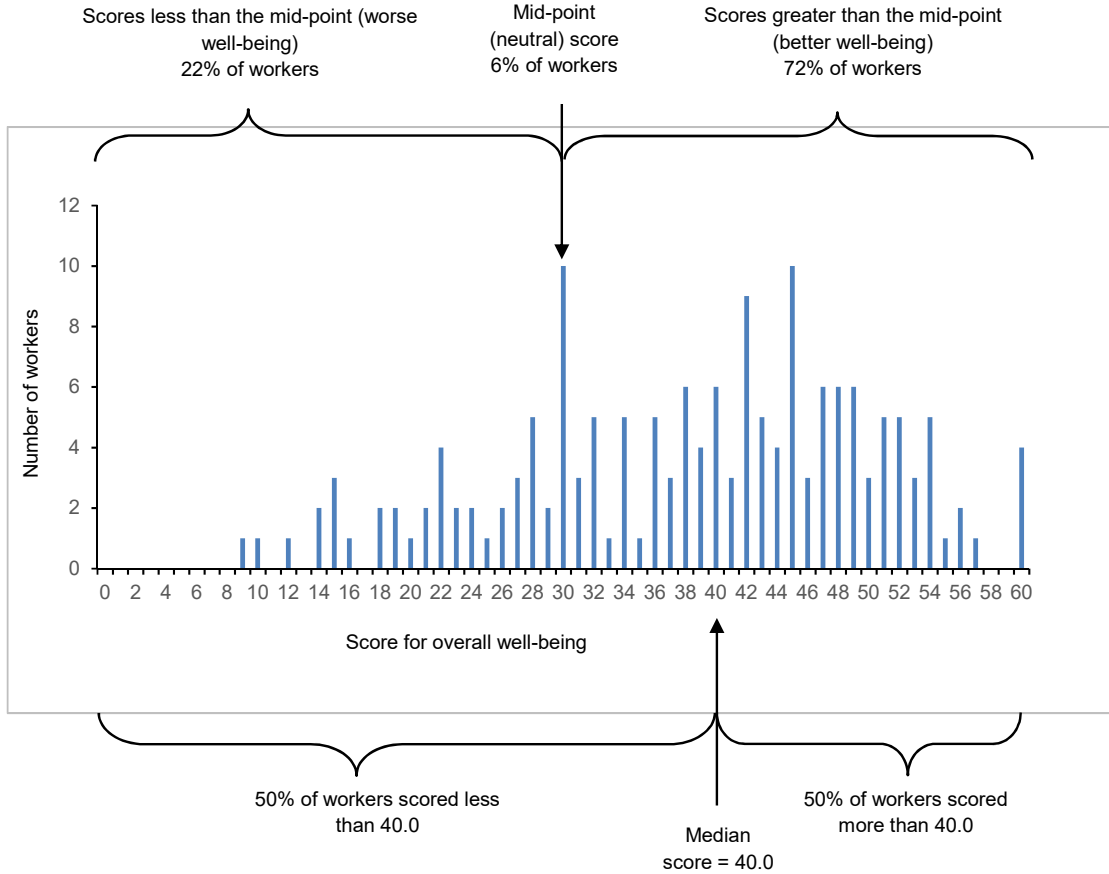 Scores less than the mid-point (worse
well-being)
22% of workers
Mid-point
(neutral) score
6% of workers
Scores greater than the mid-point
(better well-being)
72% of workers
12
10
8
6
4
2
0
Number of workers
0 2 4 6 8 10 12 14 16 18 20 22 24 26 28 30 32 34 36 38 40 42 44 46 48 50 52 54 56 58 60
Score for overall well-being
50% of workers scored less
than 40.0
Median
score = 40.0
50% of workers scored
more than 40.0